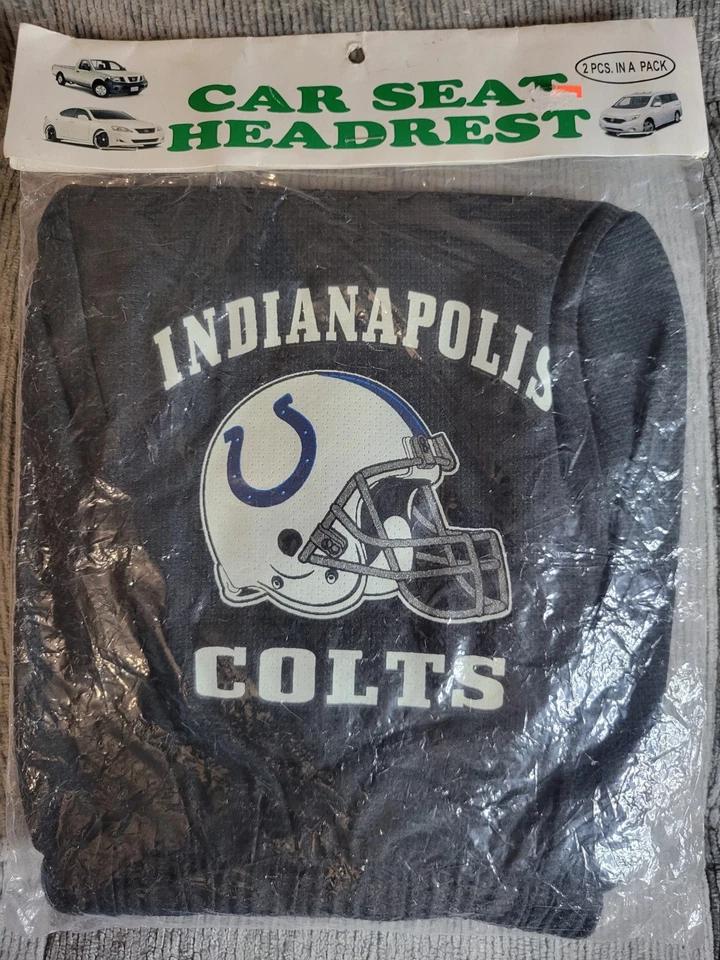 2 PCS. IN A PACK
CAR SEAT
HEADREST
INDIANAPOLIS
COLTS